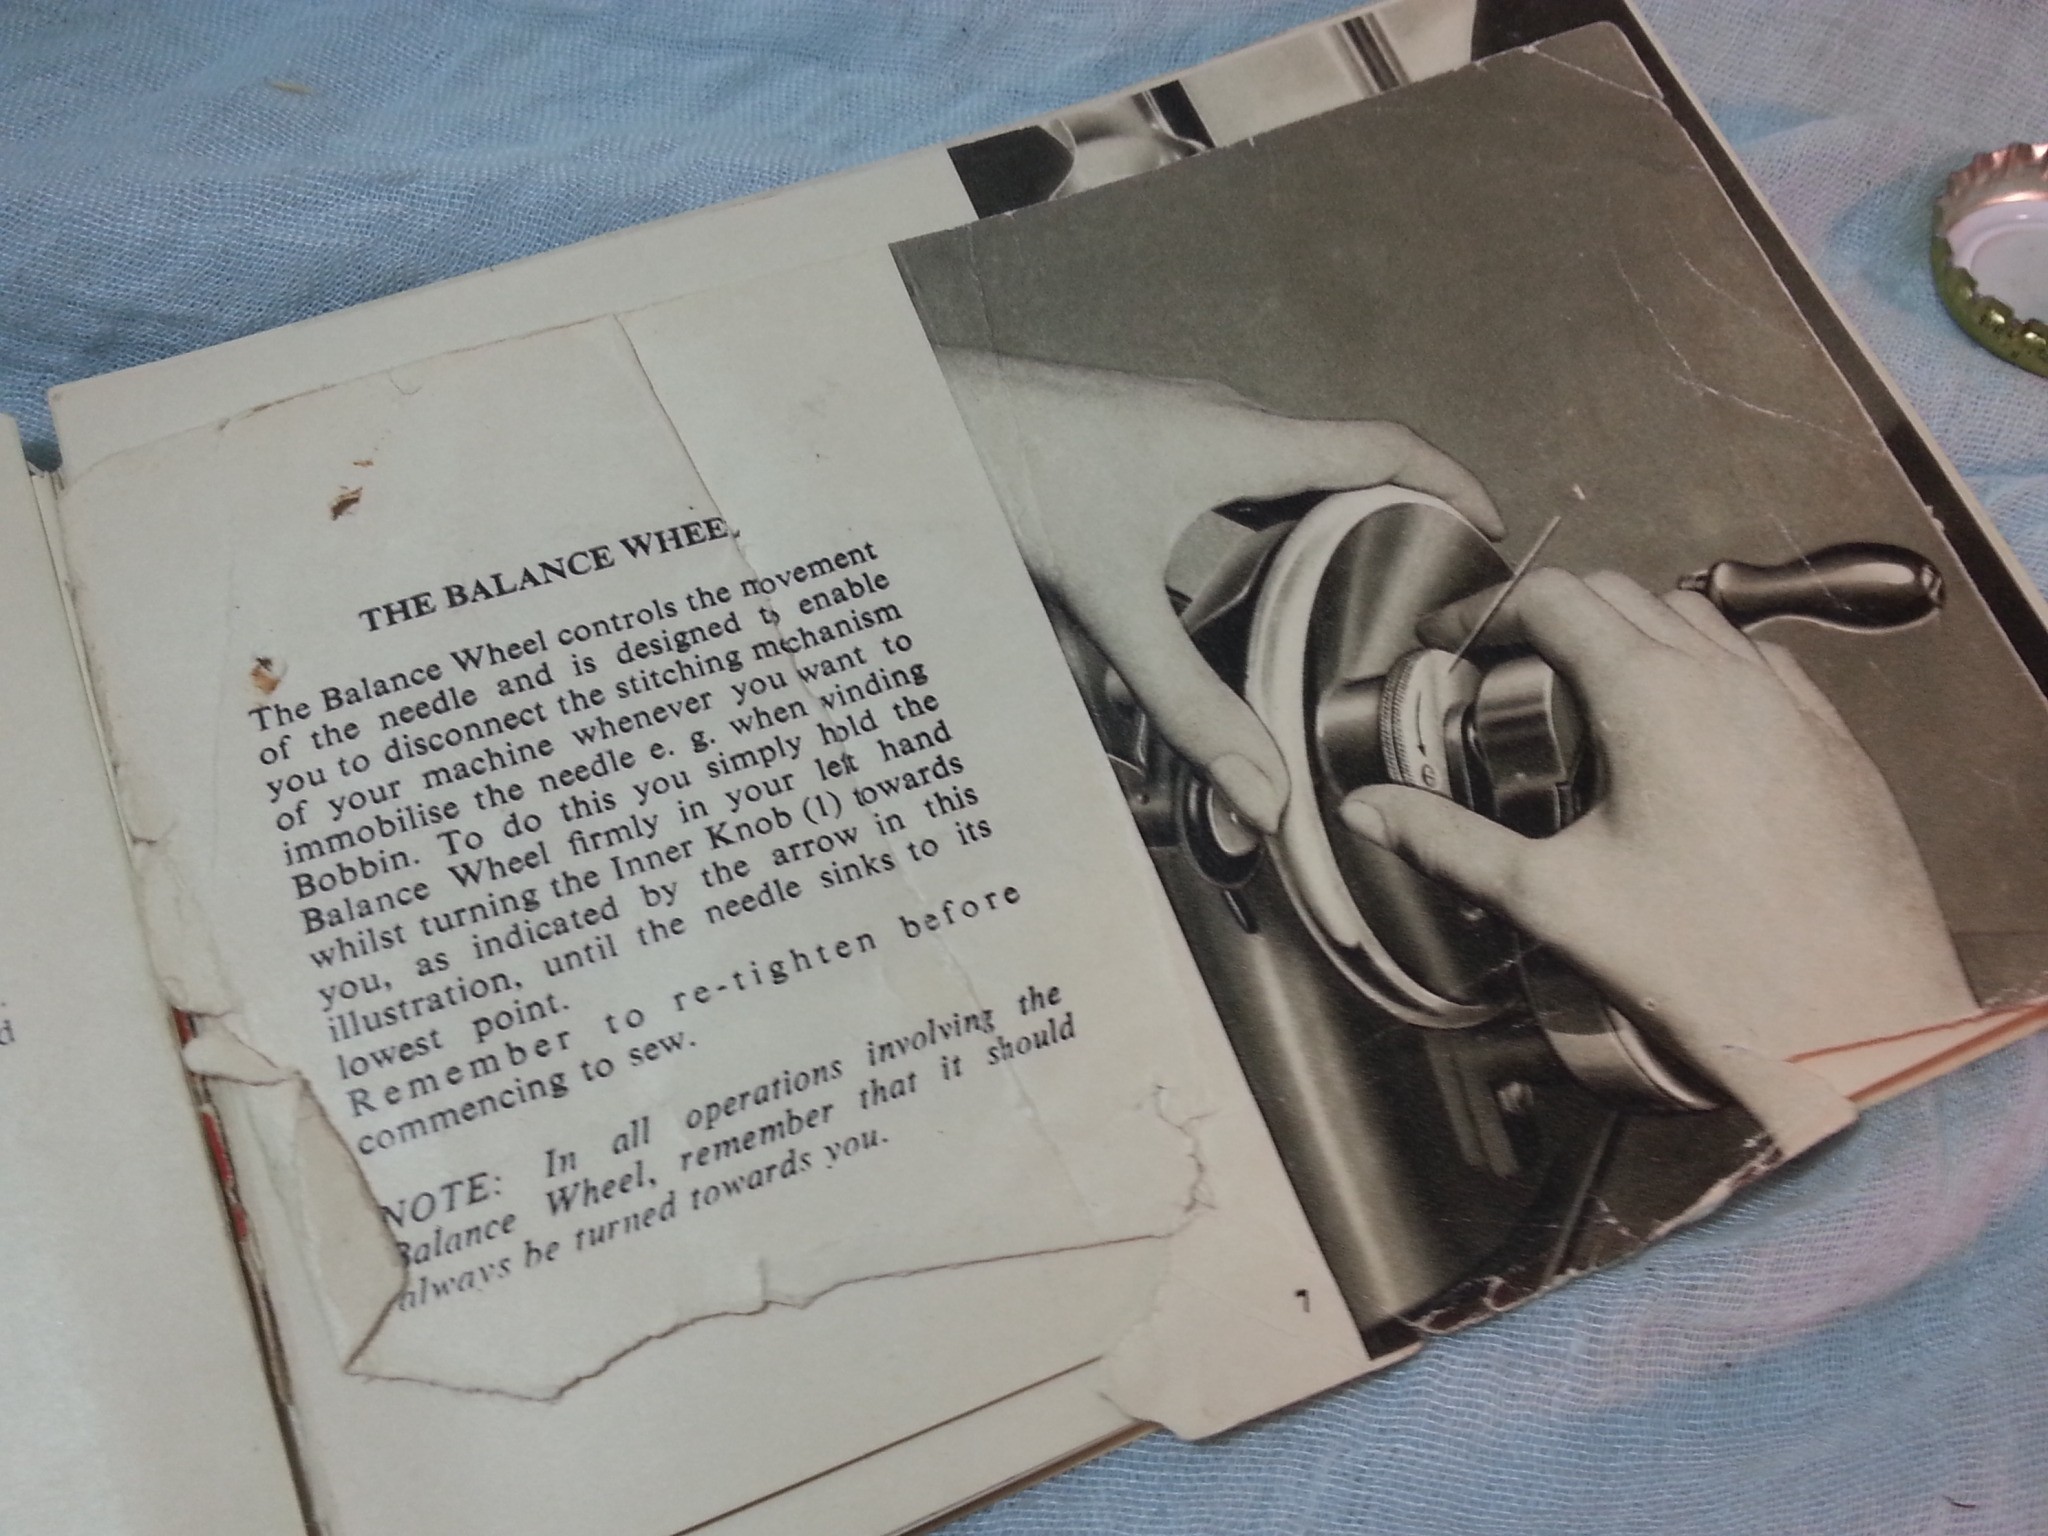 THE BALANCE WHEEL
The Balance Wheel controls the movement
of the needle and is designed to enable
you to disconnect the stitching mechanism
of your machine whenever you want to
immobilise the needle e. g. when winding
Bobbin. To do this you simply hold the
Balance Wheel firmly in your left hand
whilst turning the Inner Knob (1) towards
you, as indicated by the arrow in this
illustration, until the needle sinks to its
lowest point.
Remember to re-tighten before
commencing to sew.
NOTE: In all operations involving the
Balance Wheel, remember that it should
always be turned towards you.
7
d